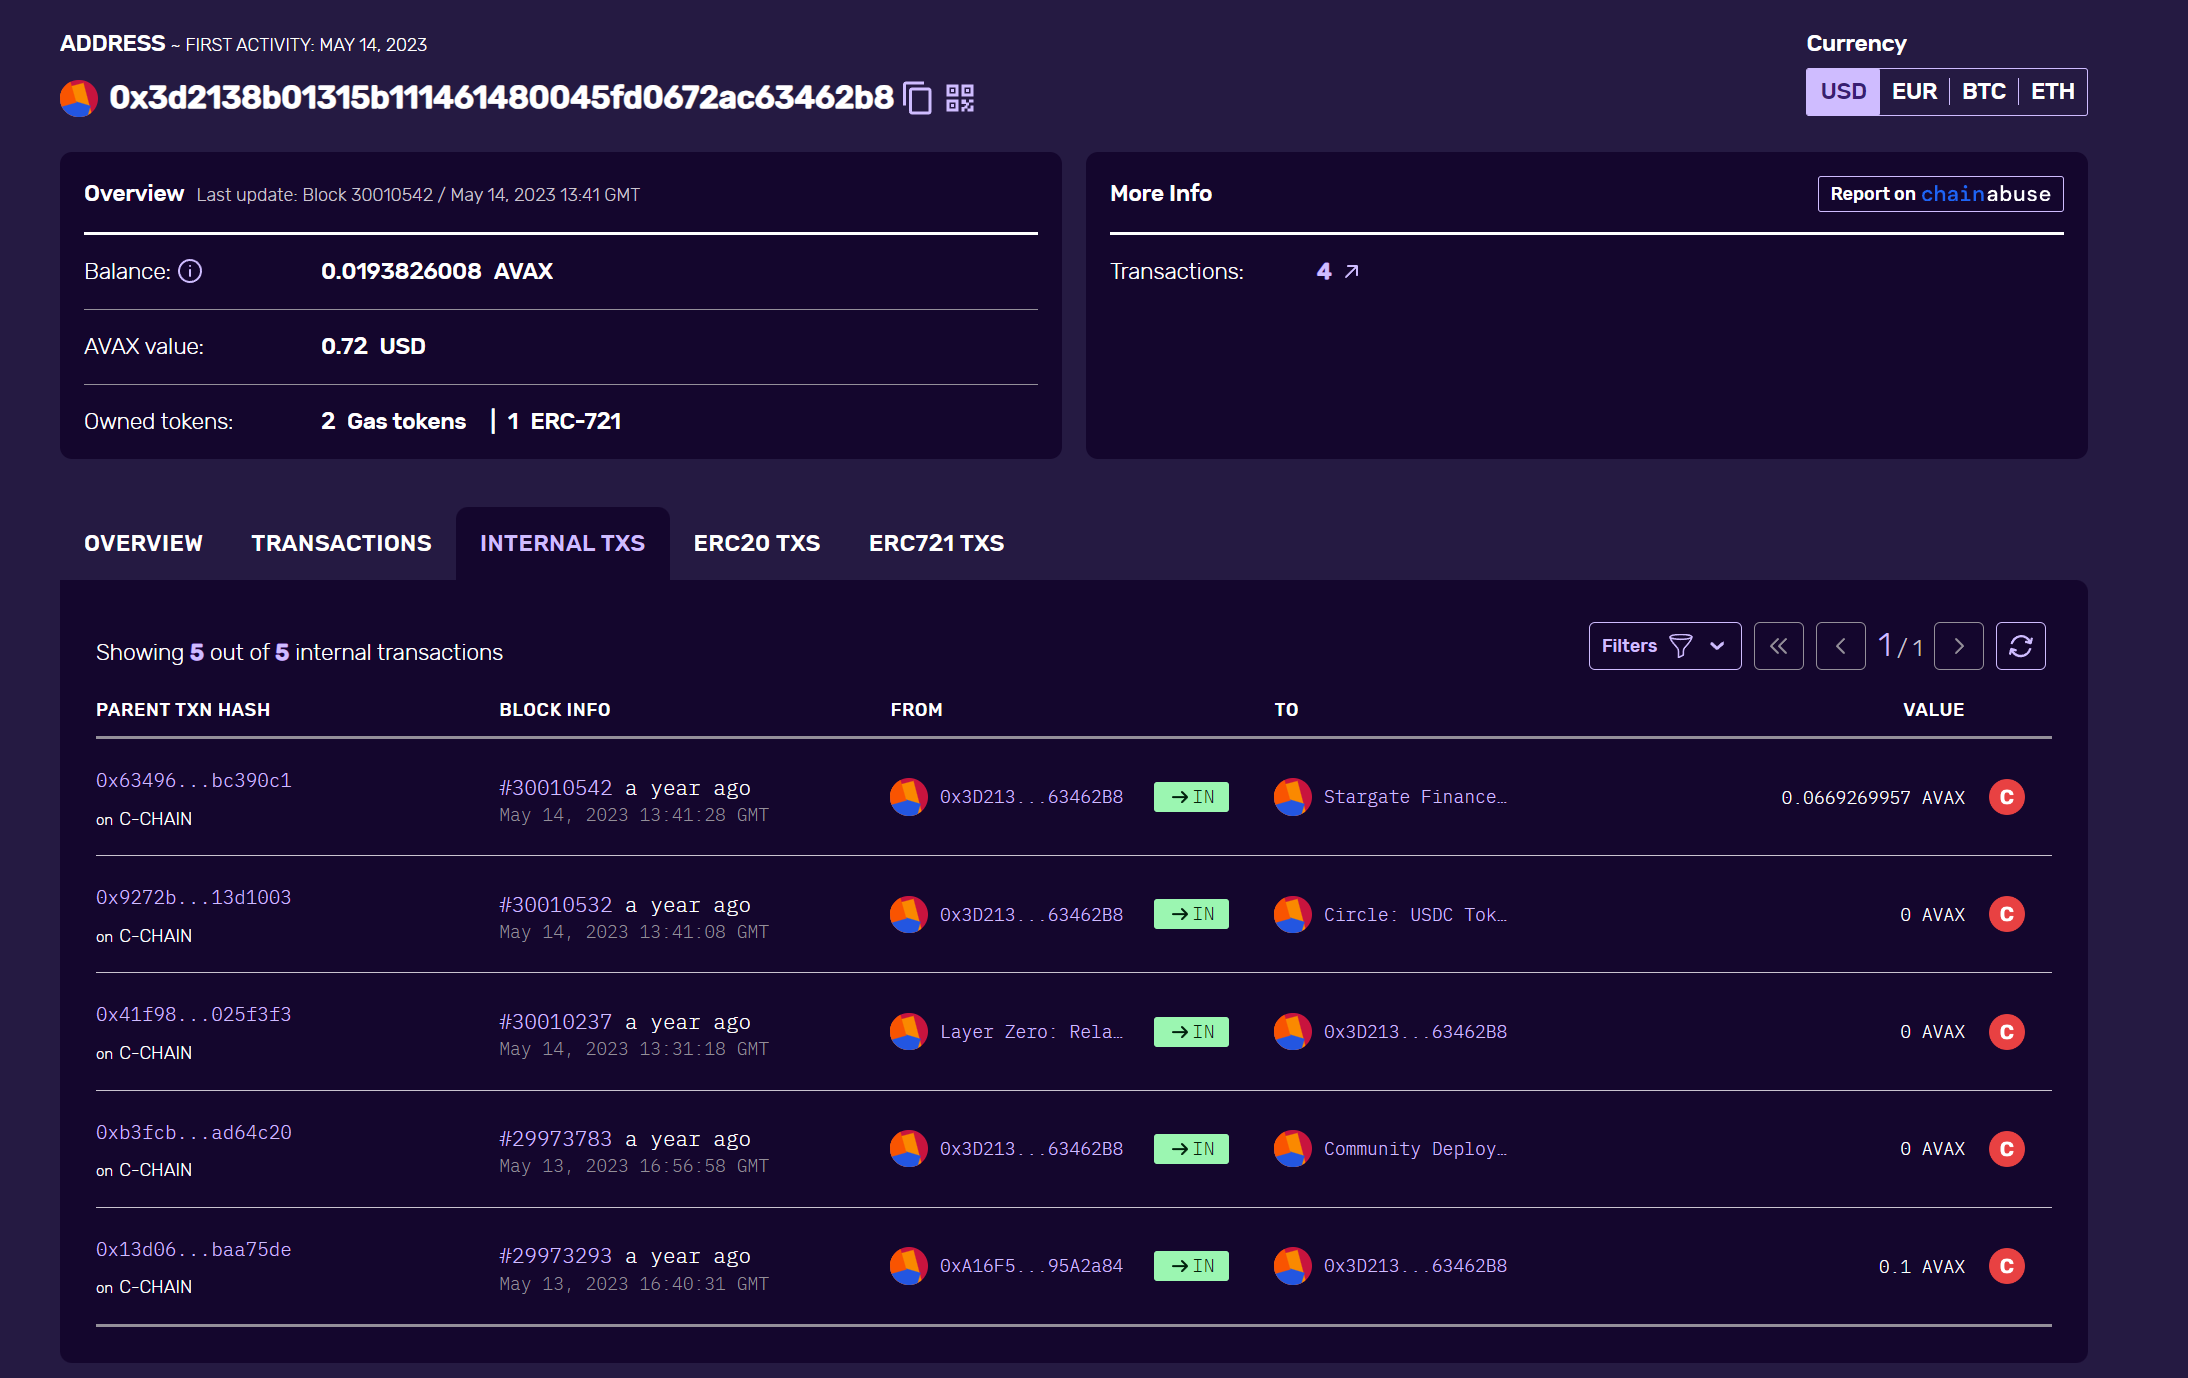 ADDRESS ~ FIRST ACTIVITY: MAY 14, 2023
Currency
0x3d2138b01315b111461480045fd0672ac63462b8
USD EUR BTC ETH
Overview Last update: Block 30010542 / May 14, 2023 13:41 GMT
Balance: 0.0193826008 AVAX
AVAX value: 0.72 USD
Owned tokens: 2 Gas tokens | 1 ERC-721
More Info
Report on chainabuse
Transactions: 4
OVERVIEW TRANSACTIONS INTERNAL TXS ERC20 TXS ERC721 TXS
Showing 5 out of 5 internal transactions
Filters 1 / 1
PARENT TXN HASH BLOCK INFO FROM TO VALUE
0x63496...bc390c1 #30010542 a year ago 0x3D213...63462B8 IN Stargate Finance… 0.0669269957 AVAX C
on C-CHAIN May 14, 2023 13:41:28 GMT
0x9272b...13d1003 #30010532 a year ago 0x3D213...63462B8 IN Circle: USDC Tok… 0 AVAX C
on C-CHAIN May 14, 2023 13:41:08 GMT
0x41f98...025f3f3 #30010237 a year ago Layer Zero: Rela… IN 0x3D213...63462B8 0 AVAX C
on C-CHAIN May 14, 2023 13:31:18 GMT
0xb3fcb...ad64c20 #29973783 a year ago 0x3D213...63462B8 IN Community Deploy… 0 AVAX C
on C-CHAIN May 13, 2023 16:56:58 GMT
0x13d06...baa75de #29973293 a year ago 0xA16F5...95A2a84 IN 0x3D213...63462B8 0.1 AVAX C
on C-CHAIN May 13, 2023 16:40:31 GMT